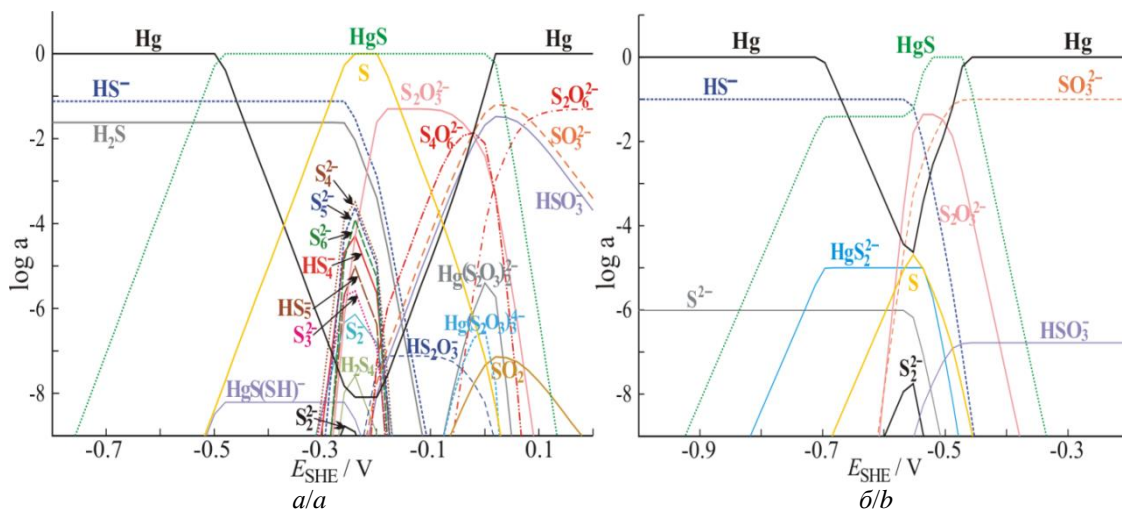 Hg HgS Hg
0
S
HS⁻
S₂O₃²⁻ S₂O₆²⁻
H₂S
-2
S₄O₆²⁻ SO₃²⁻
S₄²⁻
HSO₃⁻
S₅²⁻
-4
S₆²⁻
HS₄⁻
Hg(S₂O₃)₂²⁻
HS₅⁻
-6
S₃²⁻
Hg(S₂O₃)₃⁴⁻
S₂⁻
HS₂O₃⁻
H₂S₄
SO₂
-8
HgS(SH)⁻
S₂²⁻
log a
-0.7 -0.5 -0.3 -0.1 0.1
E_SHE / V
а/a
Hg HgS Hg
0
HS⁻
SO₃²⁻
-2
S₂O₃²⁻
-4
HgS₂²⁻
S
S²⁻
-6
HSO₃⁻
S₂²⁻
-8
log a
-0.9 -0.7 -0.5 -0.3
E_SHE / V
б/b